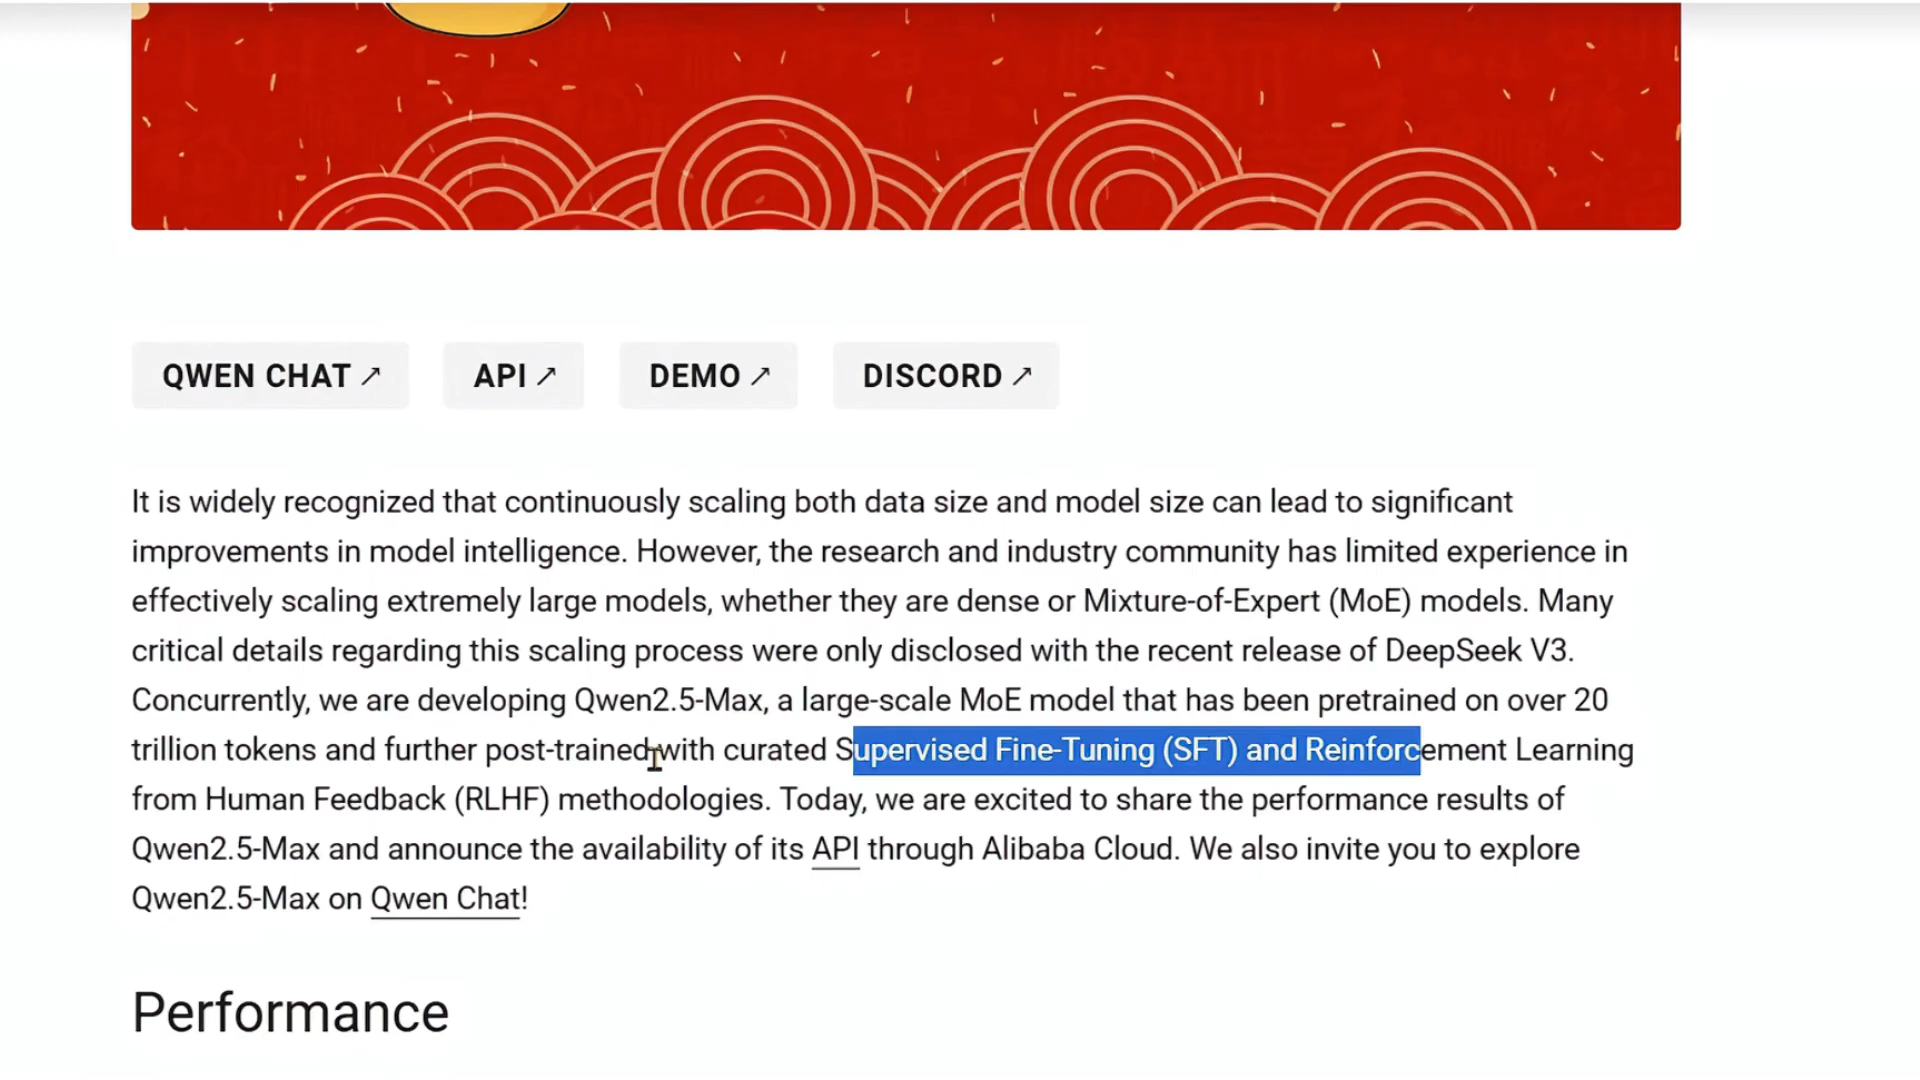 QWEN CHAT ↗
API ↗
DEMO ↗
DISCORD ↗
It is widely recognized that continuously scaling both data size and model size can lead to significant
improvements in model intelligence. However, the research and industry community has limited experience in
effectively scaling extremely large models, whether they are dense or Mixture-of-Expert (MoE) models. Many
critical details regarding this scaling process were only disclosed with the recent release of DeepSeek V3.
Concurrently, we are developing Qwen2.5-Max, a large-scale MoE model that has been pretrained on over 20
trillion tokens and further post-trained with curated Supervised Fine-Tuning (SFT) and Reinforcement Learning
from Human Feedback (RLHF) methodologies. Today, we are excited to share the performance results of
Qwen2.5-Max and announce the availability of its API through Alibaba Cloud. We also invite you to explore
Qwen2.5-Max on Qwen Chat!
Performance